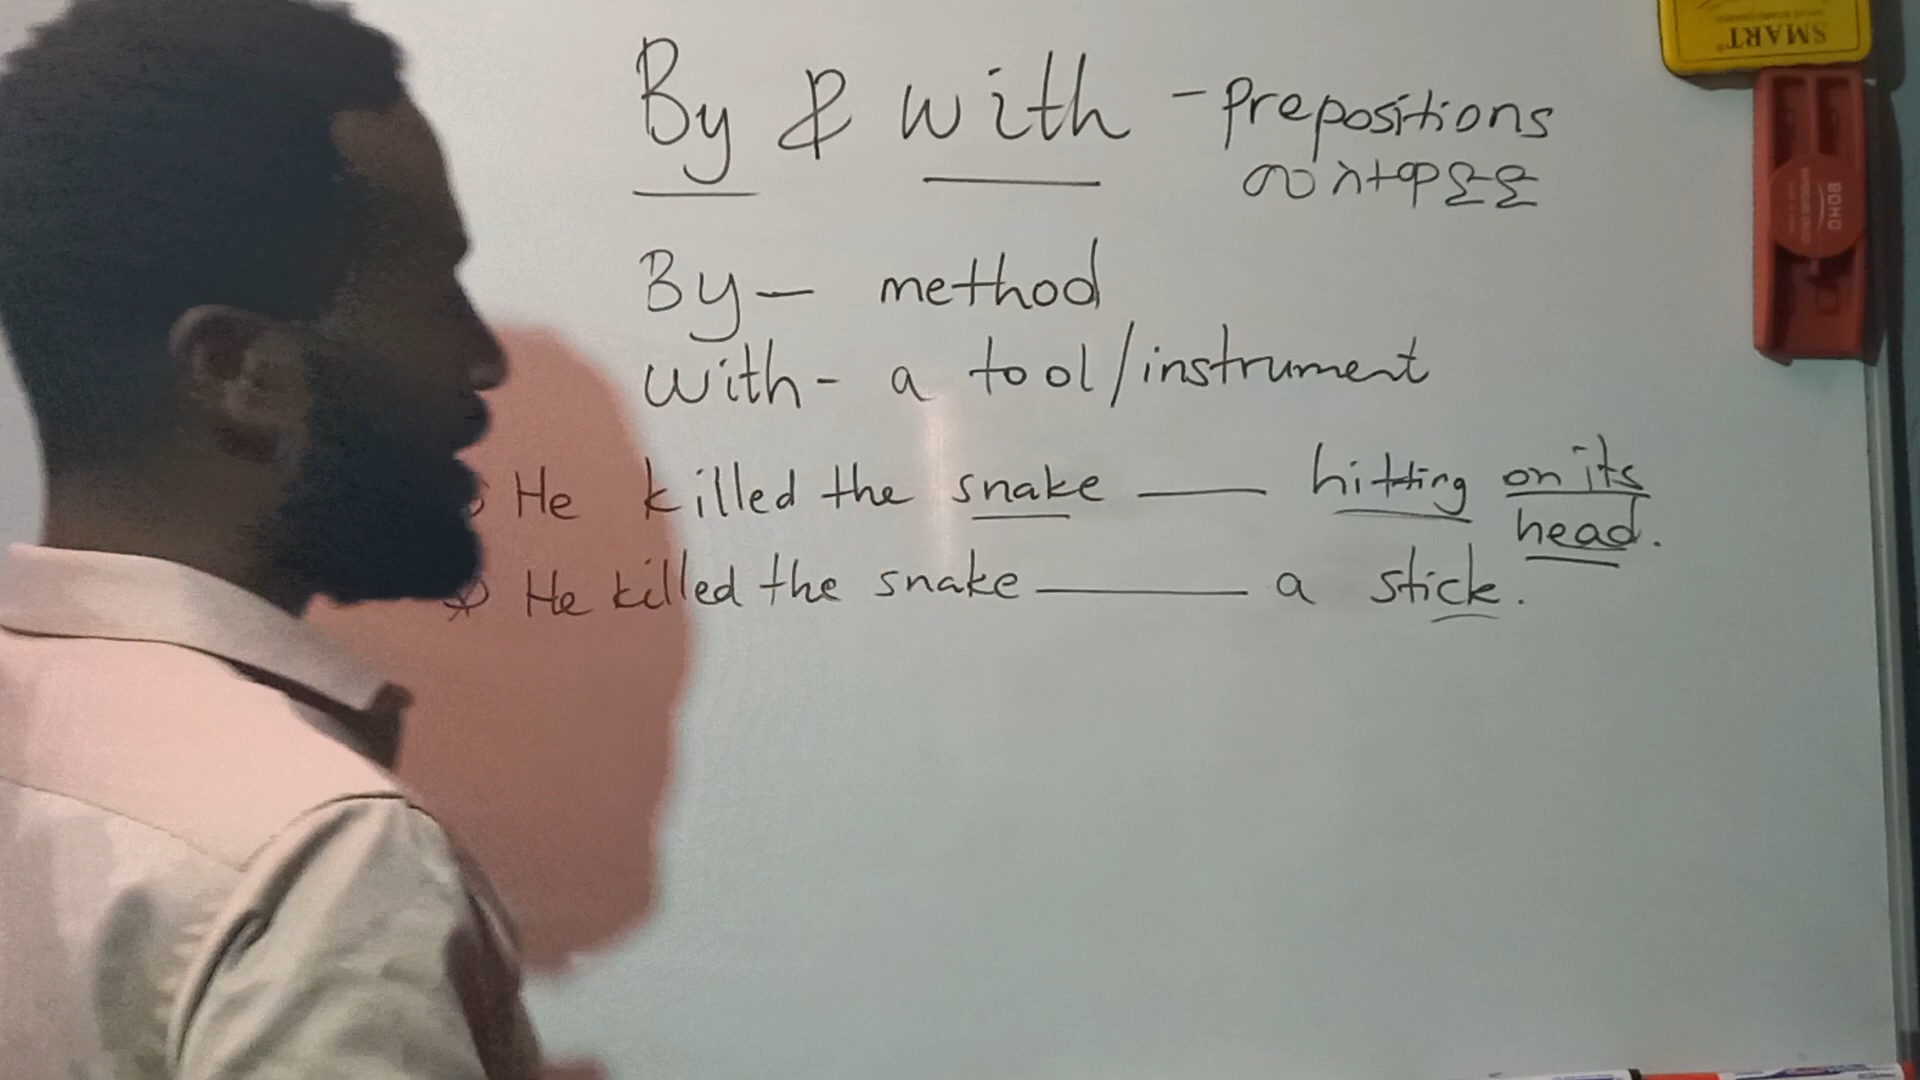 By & with - prepositions
መስተዋድድ
By - method
with - a tool/instrument
He killed the snake ____ hitting on its
head.
He killed the snake ____ a stick.
SMART